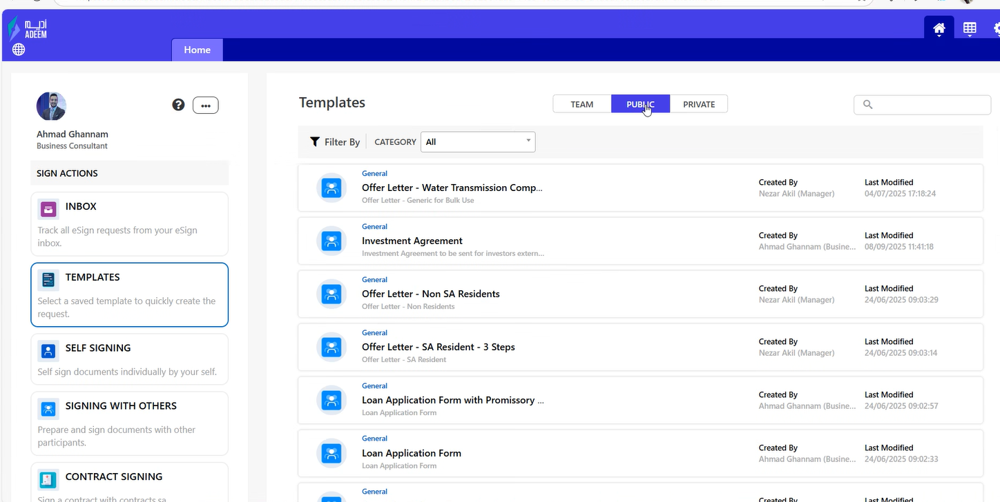 أديم
ADEEM
Home
Ahmad Ghannam
Business Consultant
SIGN ACTIONS
INBOX
Track all eSign requests from your eSign
inbox.
TEMPLATES
Select a saved template to quickly create the
request.
SELF SIGNING
Self sign documents individually by your self.
SIGNING WITH OTHERS
Prepare and sign documents with other
participants.
CONTRACT SIGNING
Sign a contract with contracts.sa
Templates
TEAM
PUBLIC
PRIVATE
Filter By
CATEGORY
All
General
Offer Letter - Water Transmission Comp...
Offer Letter - Generic for Bulk Use
Created By
Nezar Akil (Manager)
Last Modified
04/07/2025 17:18:24
General
Investment Agreement
Investment Agreement to be sent for investors extern...
Created By
Ahmad Ghannam (Busine...
Last Modified
08/09/2025 11:41:18
General
Offer Letter - Non SA Residents
Offer Letter - Non Residents
Created By
Nezar Akil (Manager)
Last Modified
24/06/2025 09:03:29
General
Offer Letter - SA Resident - 3 Steps
Offer Letter - SA Resident
Created By
Nezar Akil (Manager)
Last Modified
24/06/2025 09:03:14
General
Loan Application Form with Promissory ...
Loan Application Form
Created By
Ahmad Ghannam (Busine...
Last Modified
24/06/2025 09:02:57
General
Loan Application Form
Loan Application Form
Created By
Ahmad Ghannam (Busine...
Last Modified
24/06/2025 09:02:33
General
Created By
Last Modified